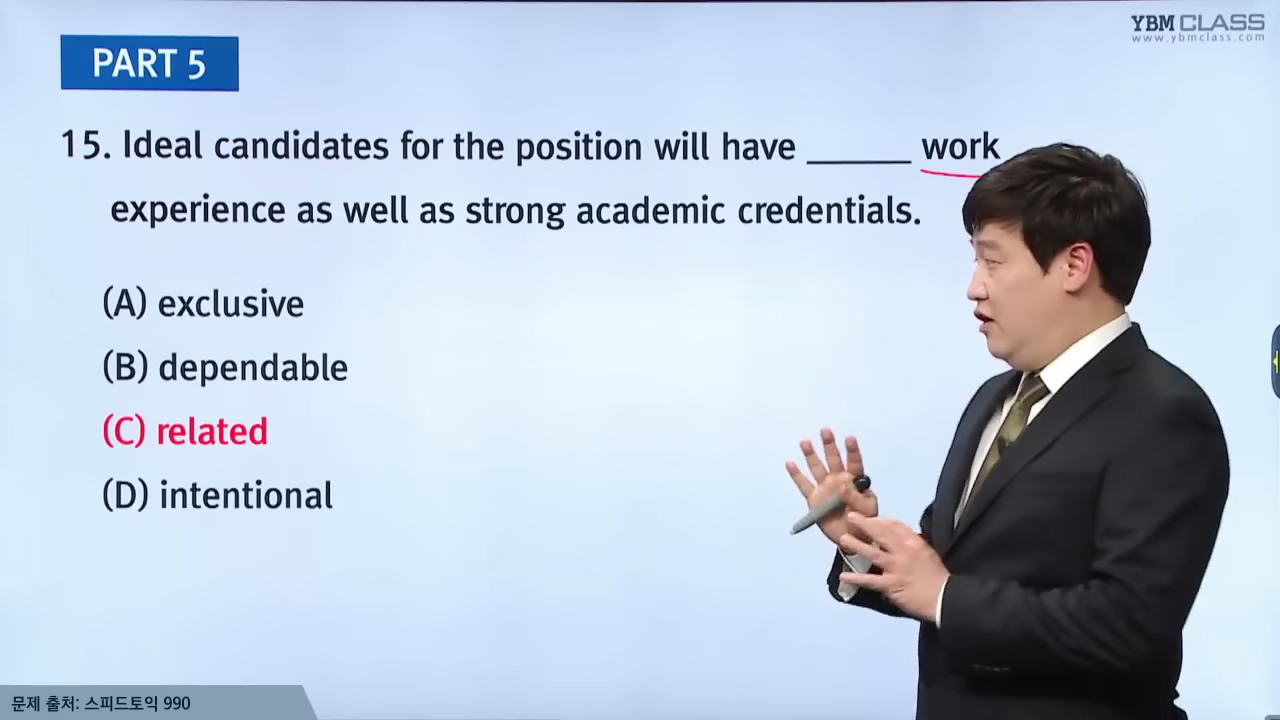 YBM CLASS
www.ybmclass.com
PART 5
15. Ideal candidates for the position will have ______ work
experience as well as strong academic credentials.
(A) exclusive
(B) dependable
(C) related
(D) intentional
문제 출처: 스피드토익 990